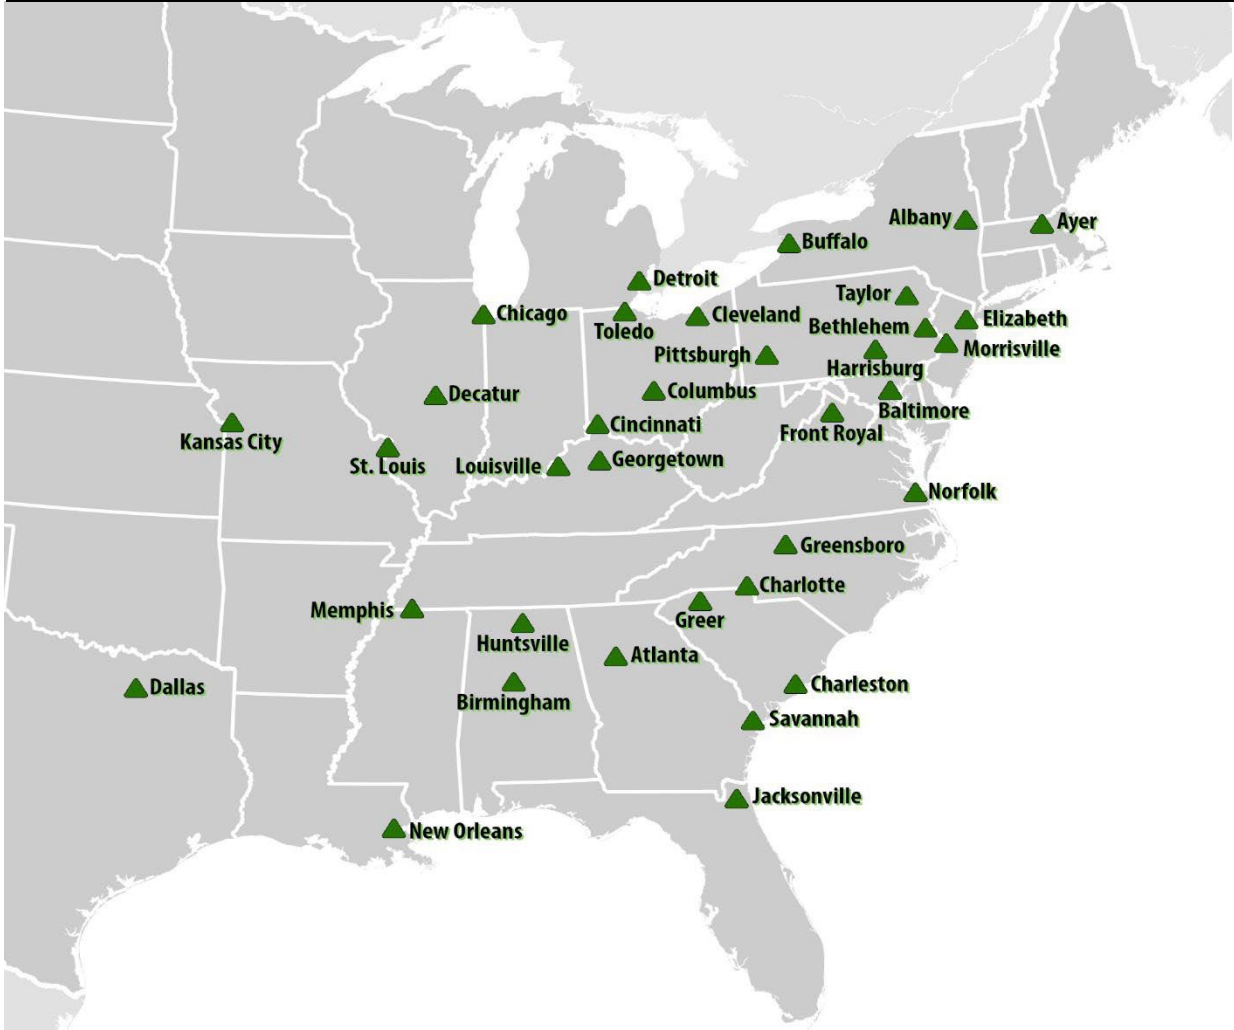 Albany
Ayer
Buffalo
Detroit
Taylor
Chicago
Toledo
Cleveland
Bethlehem
Elizabeth
Pittsburgh
Harrisburg
Morrisville
Decatur
Columbus
Baltimore
Kansas City
Cincinnati
Front Royal
St. Louis
Louisville
Georgetown
Norfolk
Greensboro
Charlotte
Memphis
Greer
Huntsville
Atlanta
Dallas
Birmingham
Charleston
Savannah
Jacksonville
New Orleans